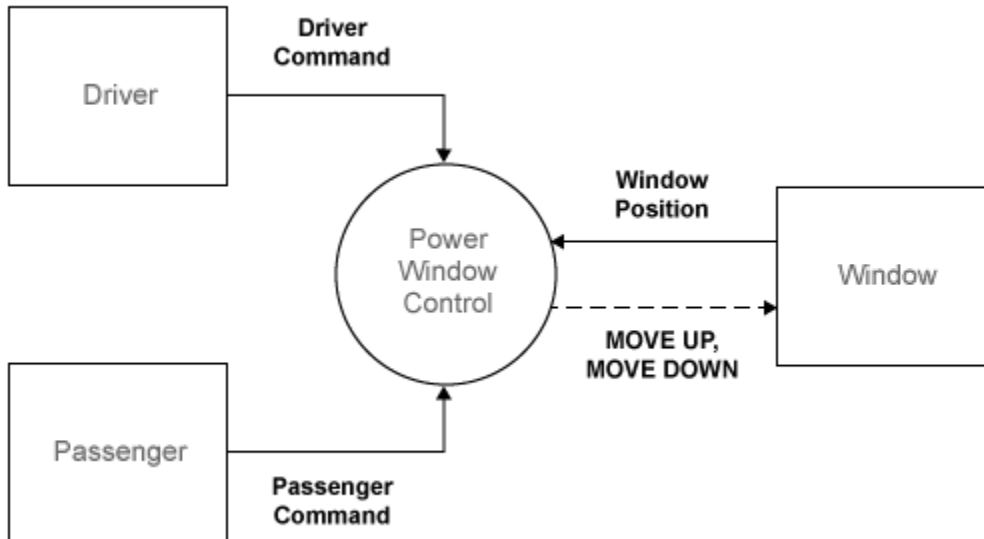 Driver
Command
Driver
Power
Window
Control
Window
Position
Window
MOVE UP,
MOVE DOWN
Passenger
Passenger
Command